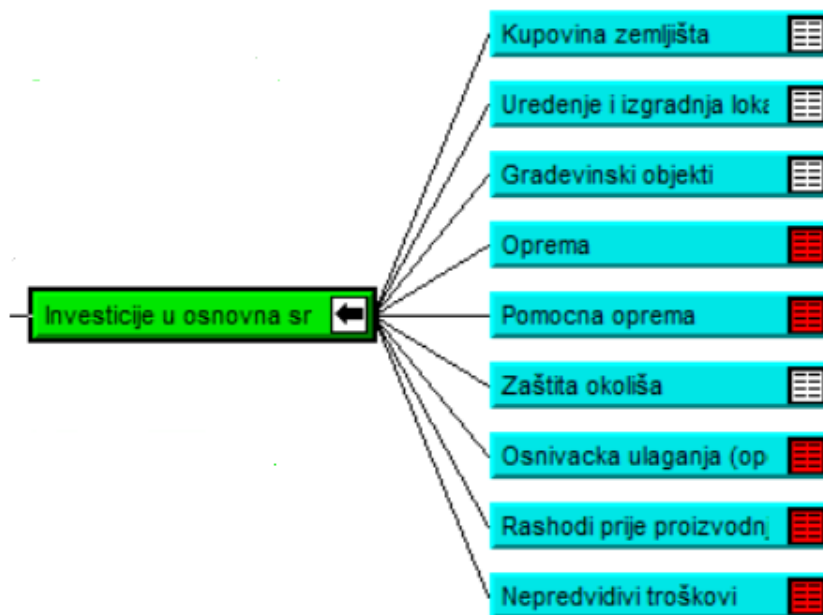 Kupovina zemljišta
Uredenje i izgradnja loka
Gradevinski objekti
Oprema
Investicije u osnovna sr
Pomocna oprema
Zaštita okoliša
Osnivacka ulaganja (op
Rashodi prije proizvodnj
Nepredvidivi troškovi